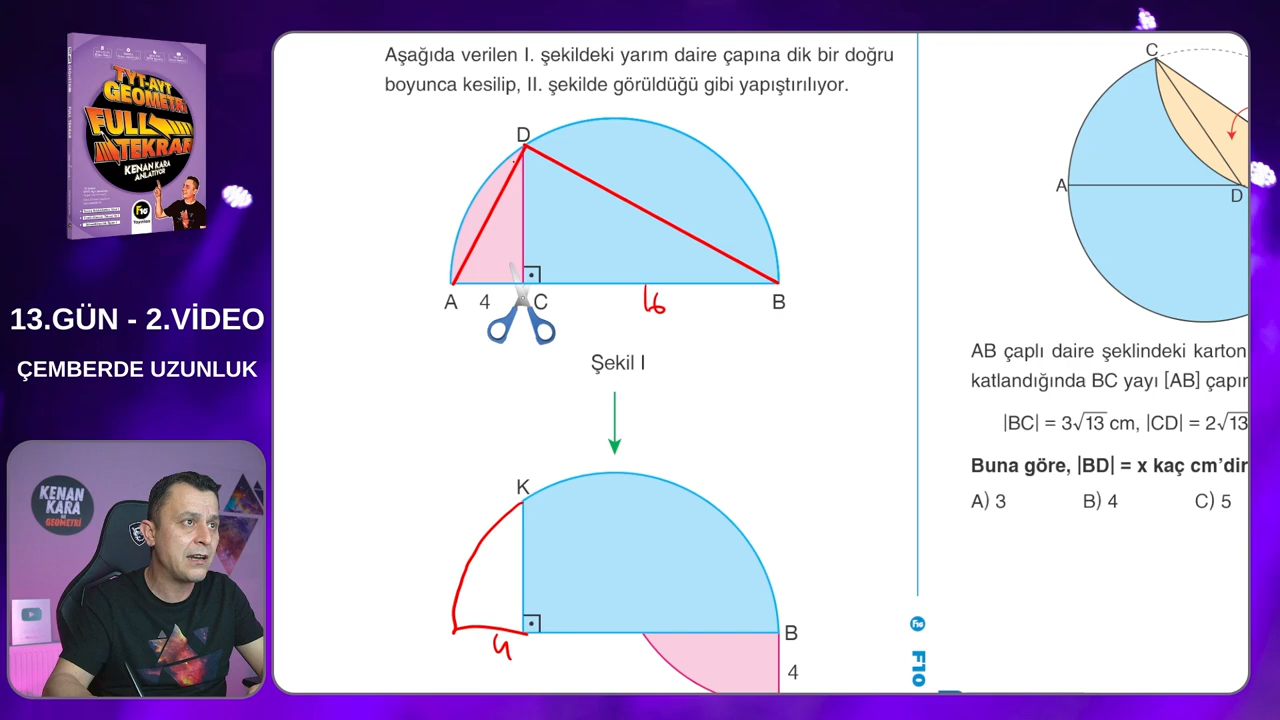 TYT-AYT
GEOMETRİ
FULL
TEKRAR
KENAN KARA
ANLATIYOR
F10
13.GÜN - 2.VİDEO
ÇEMBERDE UZUNLUK
KENAN
KARA
GEOMETRİ
Aşağıda verilen I. şekildeki yarım daire çapına dik bir doğru
boyunca kesilip, II. şekilde görüldüğü gibi yapıştırılıyor.
D
A 4 C 16 B
Şekil I
K
B
4
4
F10
F10
C
A
D
AB çaplı daire şeklindeki karton
katlandığında BC yayı [AB] çapı
|BC| = 3√13 cm, |CD| = 2√13
Buna göre, |BD| = x kaç cm’dir
A) 3 B) 4 C) 5